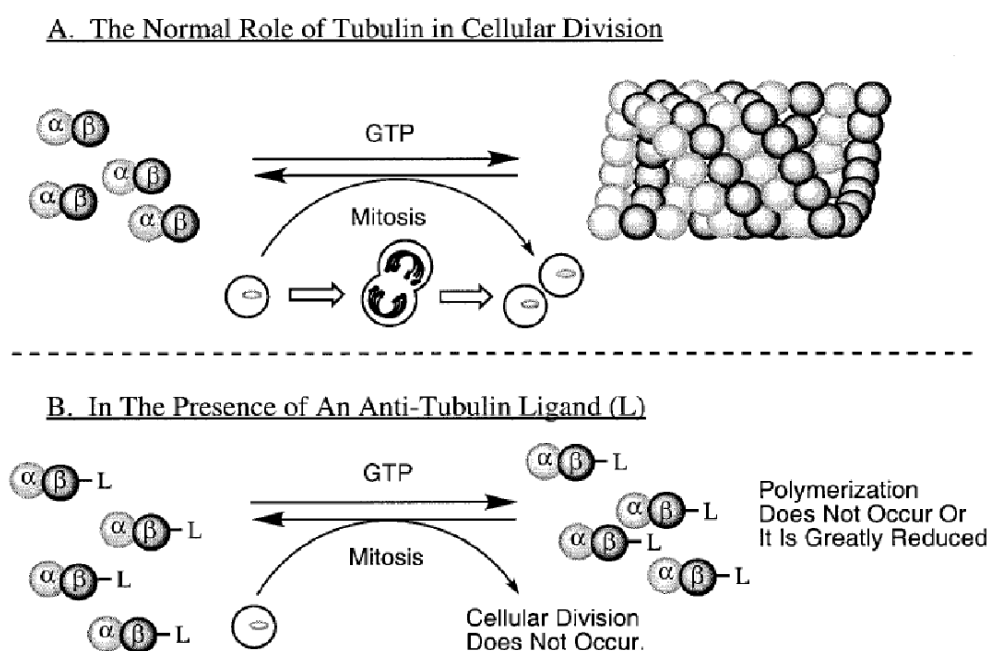 A. The Normal Role of Tubulin in Cellular Division
α β
GTP
α β
α β
α β
Mitosis
B. In The Presence of An Anti-Tubulin Ligand (L)
α β - L
GTP
α β - L
Polymerization
Does Not Occur Or
It Is Greatly Reduced
α β - L
α β - L
α β - L
Mitosis
α β - L
α β - L
α β - L
Cellular Division
Does Not Occur.